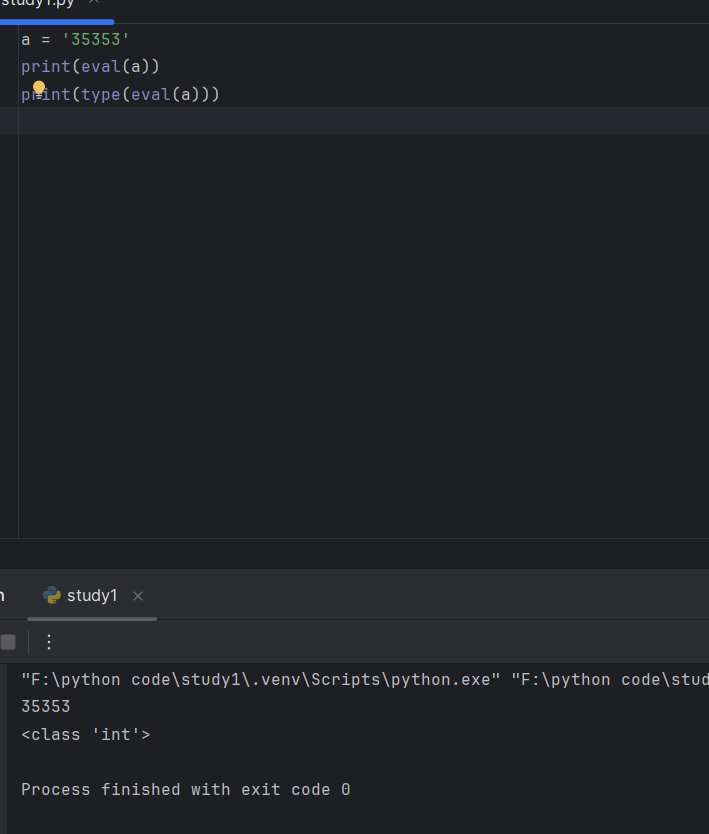 study1.py
a = '35353'
print(eval(a))
print(type(eval(a)))
study1
"F:\python code\study1\.venv\Scripts\python.exe" "F:\python code\stud
35353
<class 'int'>
Process finished with exit code 0